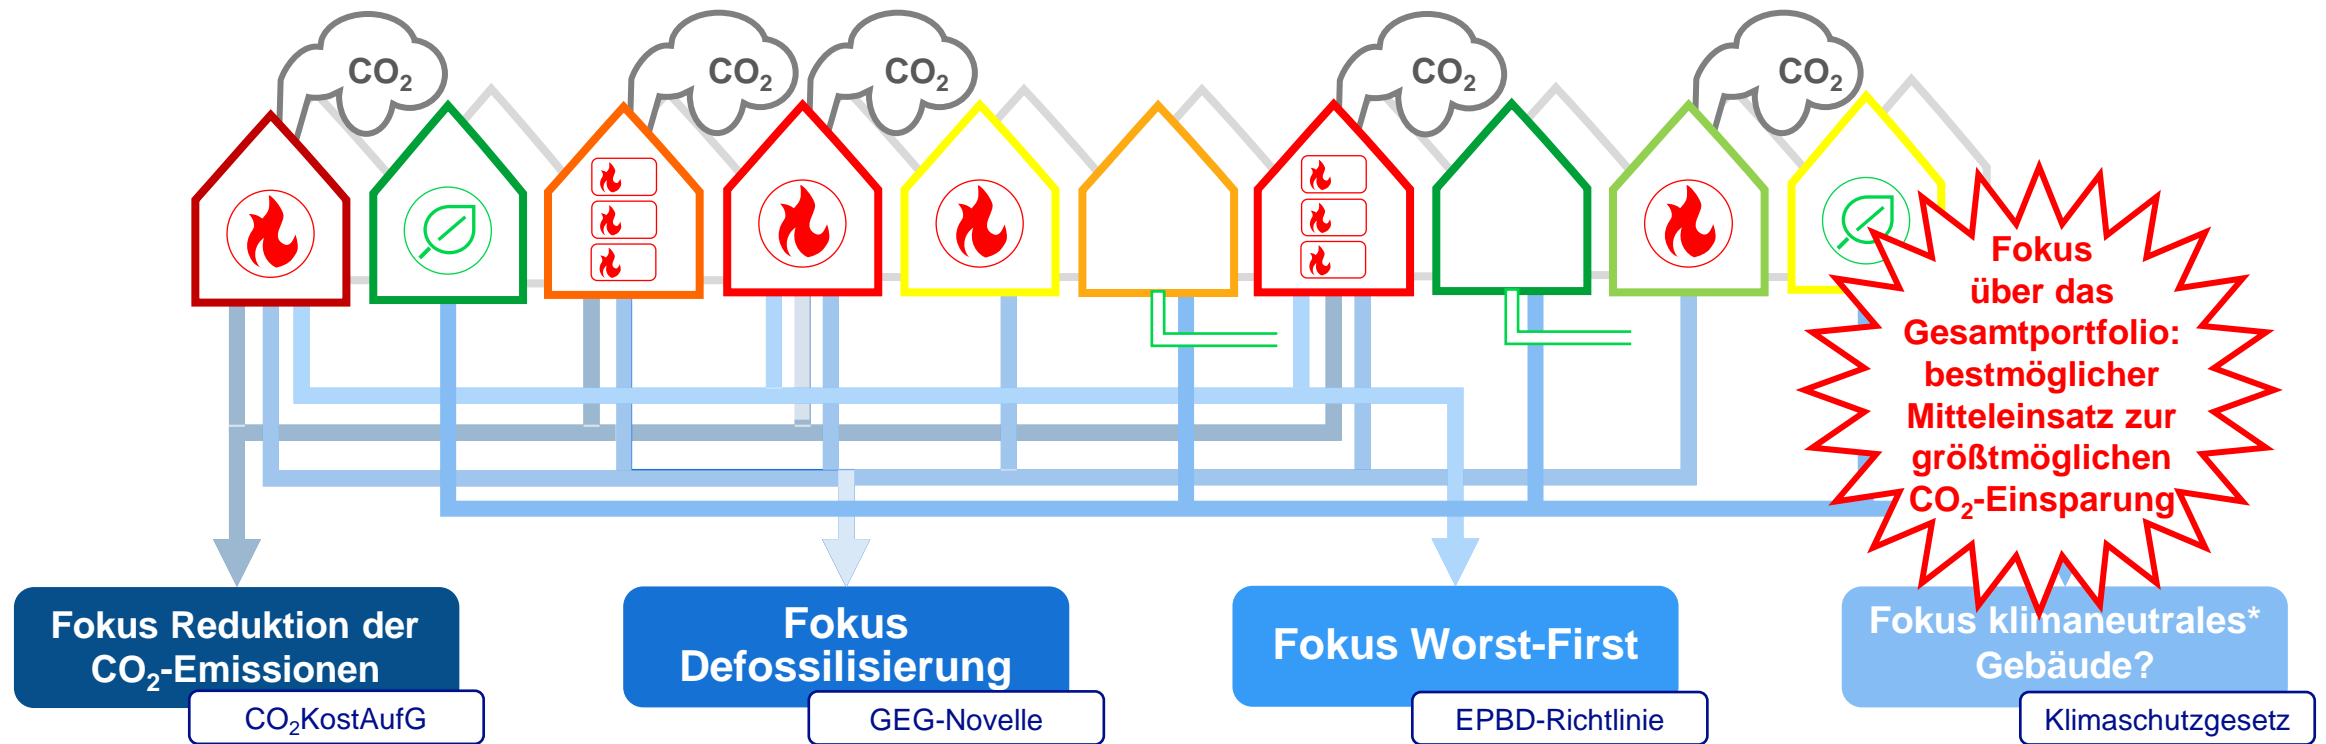 CO₂
CO₂
CO₂
CO₂
CO₂
Fokus
über das
Gesamtportfolio:
bestmöglicher
Mitteleinsatz zur
größtmöglichen
CO₂-Einsparung
Fokus Reduktion der
CO₂-Emissionen
CO₂KostAufG
Fokus
Defossilisierung
GEG-Novelle
Fokus Worst-First
EPBD-Richtlinie
Fokus klimaneutrales*
Gebäude?
Klimaschutzgesetz